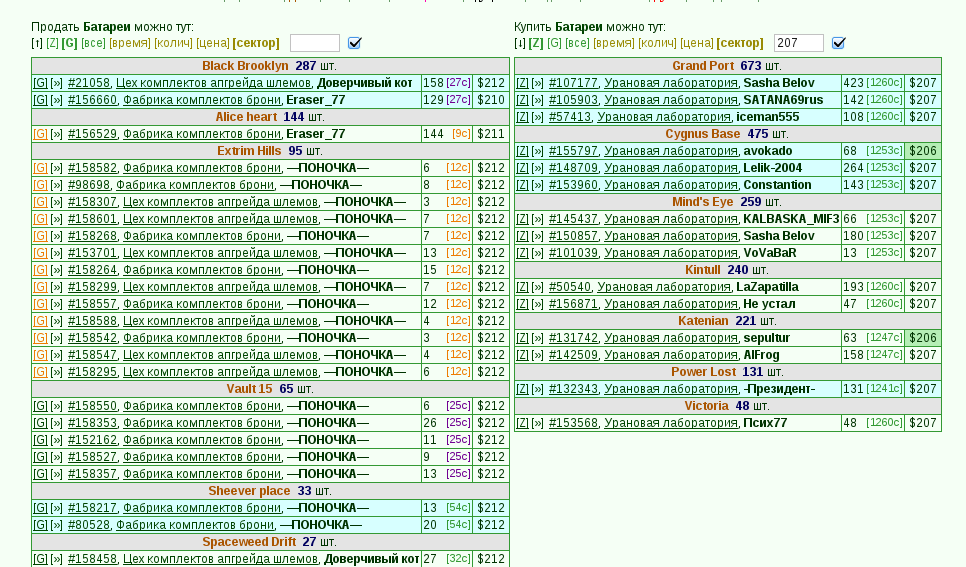 Продать Батареи можно тут:
[↑] [Z] [G] [все] [время] [колич] [цена] [сектор]
Black Brooklyn 287 шт.
[G] [»] #21058, Цех комплектов апгрейда шлемов, Доверчивый кот 158 [27c] $212
[G] [»] #156660, Фабрика комплектов брони, Eraser_77 129 [27c] $210
Alice heart 144 шт.
[G] [»] #156529, Фабрика комплектов брони, Eraser_77 144 [9c] $211
Extrim Hills 95 шт.
[G] [»] #158582, Фабрика комплектов брони, —ПОНОЧКА— 6 [12c] $212
[G] [»] #98698, Фабрика комплектов брони, —ПОНОЧКА— 8 [12c] $212
[G] [»] #158307, Цех комплектов апгрейда шлемов, —ПОНОЧКА— 3 [12c] $212
[G] [»] #158601, Цех комплектов апгрейда шлемов, —ПОНОЧКА— 7 [12c] $212
[G] [»] #158268, Фабрика комплектов брони, —ПОНОЧКА— 7 [12c] $212
[G] [»] #153701, Фабрика комплектов брони, —ПОНОЧКА— 13 [12c] $212
[G] [»] #158264, Фабрика комплектов брони, —ПОНОЧКА— 15 [12c] $212
[G] [»] #158299, Цех комплектов апгрейда шлемов, —ПОНОЧКА— 7 [12c] $212
[G] [»] #158557, Фабрика комплектов брони, —ПОНОЧКА— 12 [12c] $212
[G] [»] #158588, Цех комплектов апгрейда шлемов, —ПОНОЧКА— 4 [12c] $212
[G] [»] #158542, Фабрика комплектов брони, —ПОНОЧКА— 3 [12c] $212
[G] [»] #158547, Цех комплектов апгрейда шлемов, —ПОНОЧКА— 4 [12c] $212
[G] [»] #158295, Цех комплектов апгрейда шлемов, —ПОНОЧКА— 6 [12c] $212
Vault 15 65 шт.
[G] [»] #158550, Фабрика комплектов брони, —ПОНОЧКА— 6 [25c] $212
[G] [»] #158353, Фабрика комплектов брони, —ПОНОЧКА— 26 [25c] $212
[G] [»] #152162, Фабрика комплектов брони, —ПОНОЧКА— 11 [25c] $212
[G] [»] #158527, Фабрика комплектов брони, —ПОНОЧКА— 9 [25c] $212
[G] [»] #158357, Фабрика комплектов брони, —ПОНОЧКА— 13 [25c] $212
Sheever place 33 шт.
[G] [»] #158217, Фабрика комплектов брони, —ПОНОЧКА— 13 [54c] $212
[G] [»] #80528, Фабрика комплектов брони, —ПОНОЧКА— 20 [54c] $212
Spaceweed Drift 27 шт.
[G] [»] #158458, Цех комплектов апгрейда шлемов, Доверчивый кот 27 [32c] $212
Купить Батареи можно тут:
[↓] [Z] [G] [все] [время] [колич] [цена] [сектор] 207
Grand Port 673 шт.
[Z] [»] #107177, Урановая лаборатория, Sasha Belov 423 [1260c] $207
[Z] [»] #105903, Урановая лаборатория, SATANA69rus 142 [1260c] $207
[Z] [»] #57413, Урановая лаборатория, iceman555 108 [1260c] $207
Cygnus Base 475 шт.
[Z] [»] #155797, Урановая лаборатория, avokado 68 [1253c] $206
[Z] [»] #148709, Урановая лаборатория, Lelik-2004 264 [1253c] $207
[Z] [»] #153960, Урановая лаборатория, Constantion 143 [1253c] $207
Mind's Eye 259 шт.
[Z] [»] #145437, Урановая лаборатория, KALBASKA_MIF3 66 [1253c] $207
[Z] [»] #150857, Урановая лаборатория, Sasha Belov 180 [1253c] $207
[Z] [»] #101039, Урановая лаборатория, VoVaBaR 13 [1253c] $207
Kintull 240 шт.
[Z] [»] #50540, Урановая лаборатория, LaZapatilla 193 [1260c] $207
[Z] [»] #156871, Урановая лаборатория, Не устал 47 [1260c] $207
Katenian 221 шт.
[Z] [»] #131742, Урановая лаборатория, sepultur 63 [1247c] $206
[Z] [»] #142509, Урановая лаборатория, AlFrog 158 [1247c] $207
Power Lost 131 шт.
[Z] [»] #132343, Урановая лаборатория, -Президент- 131 [1241c] $207
Victoria 48 шт.
[Z] [»] #153568, Урановая лаборатория, Псих77 48 [1260c] $207